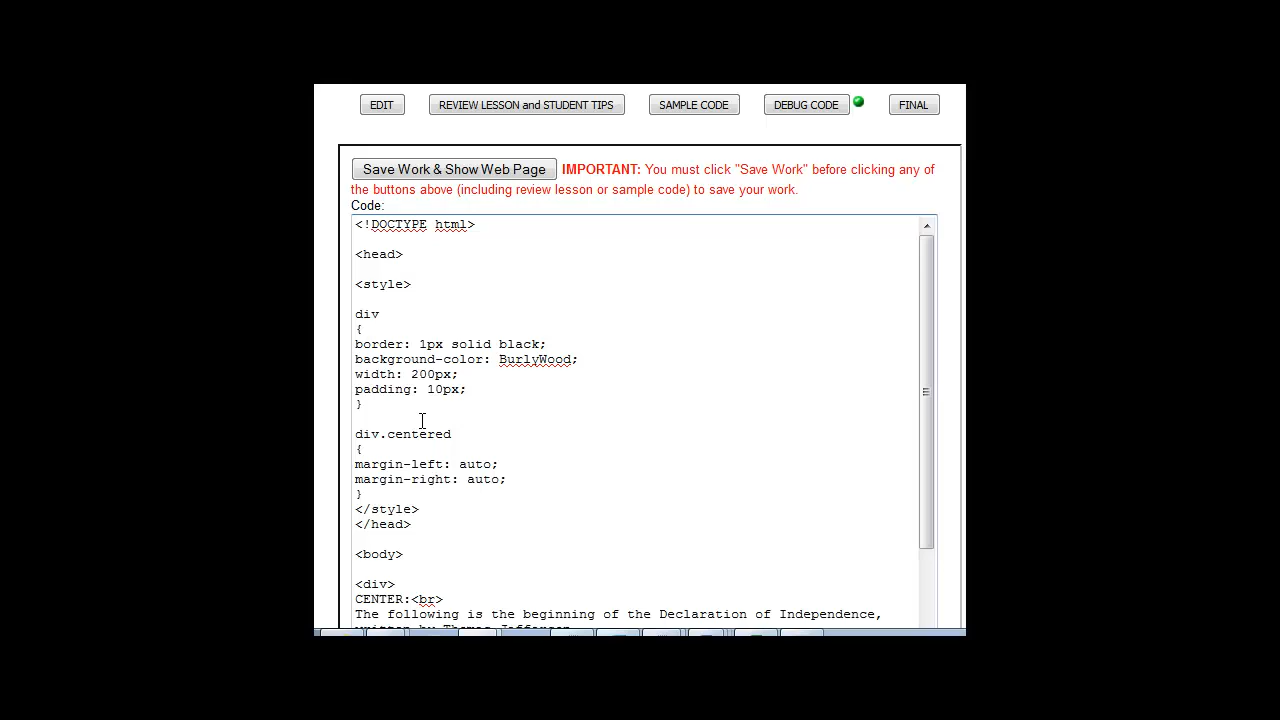 EDIT REVIEW LESSON and STUDENT TIPS SAMPLE CODE DEBUG CODE FINAL
Save Work & Show Web Page IMPORTANT: You must click "Save Work" before clicking any of
the buttons above (including review lesson or sample code) to save your work.
Code:
<!DOCTYPE html>
<head>
<style>
div
{
border: 1px solid black;
background-color: BurlyWood;
width: 200px;
padding: 10px;
}
div.centered
{
margin-left: auto;
margin-right: auto;
}
</style>
</head>
<body>
<div>
CENTER:<br>
The following is the beginning of the Declaration of Independence,
written by Thomas Jefferson